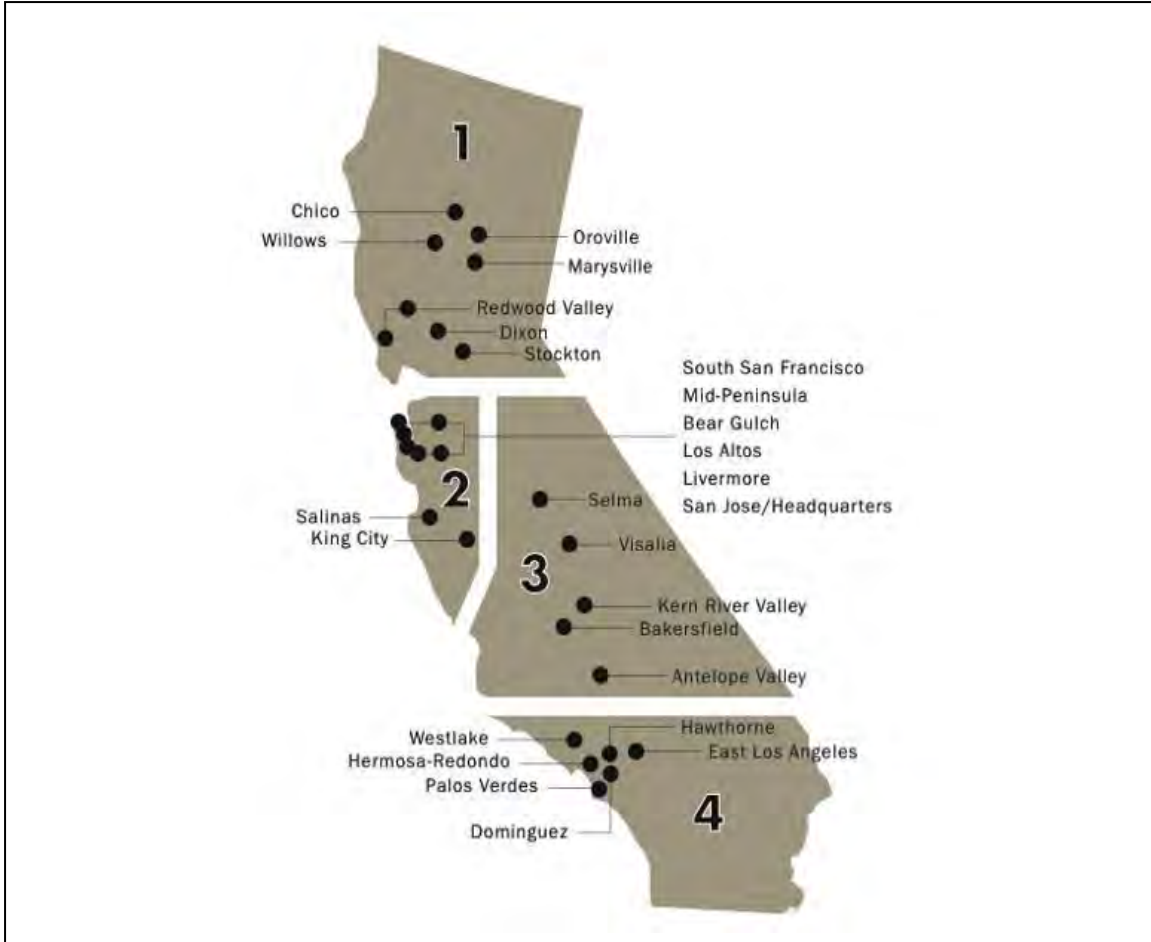 1
Chico
Willows
Oroville
Marysville
Redwood Valley
Dixon
Stockton
South San Francisco
Mid-Peninsula
Bear Gulch
Los Altos
Livermore
San Jose/Headquarters
2
Salinas
King City
Selma
Visalia
3
Kern River Valley
Bakersfield
Antelope Valley
Westlake
Hermosa-Redondo
Palos Verdes
Dominguez
Hawthorne
East Los Angeles
4